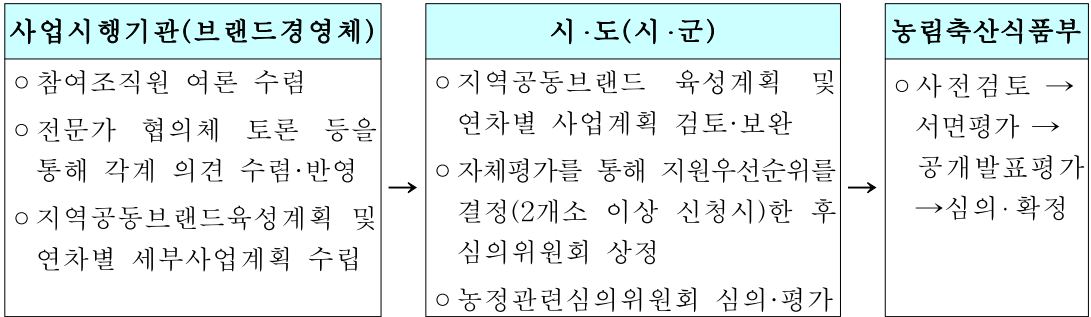 사업시행기관(브랜드경영체)
○ 참여조직원 여론 수렴
○ 전문가 협의체 토론 등을
통해 각계 의견 수렴·반영
○ 지역공동브랜드육성계획 및
연차별 세부사업계획 수립
→
시·도(시·군)
○ 지역공동브랜드 육성계획 및
연차별 사업계획 검토·보완
○ 자체평가를 통해 지원우선순위를
결정(2개소 이상 신청시)한 후
심의위원회 상정
○ 농정관련심의위원회 심의·평가
→
농림축산식품부
○ 사전검토 →
서면평가 →
공개발표평가
→심의·확정